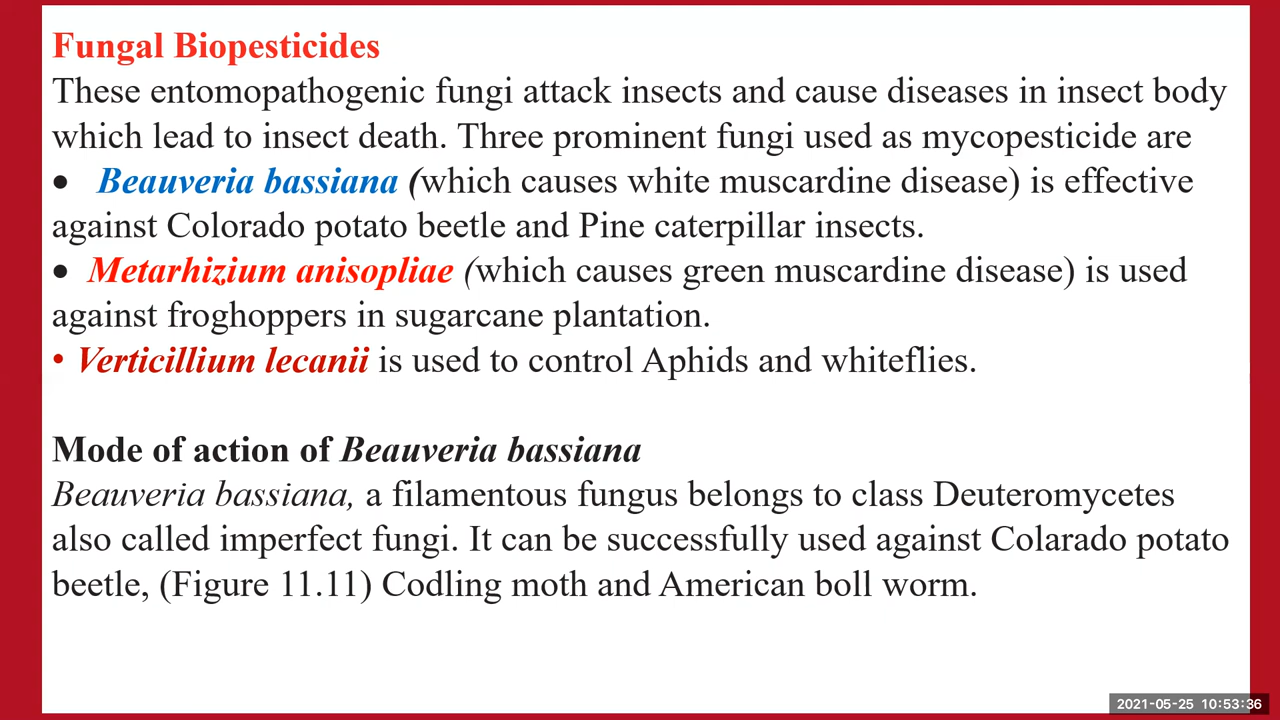 Fungal Biopesticides
These entomopathogenic fungi attack insects and cause diseases in insect body
which lead to insect death. Three prominent fungi used as mycopesticide are
• Beauveria bassiana (which causes white muscardine disease) is effective
against Colorado potato beetle and Pine caterpillar insects.
• Metarhizium anisopliae (which causes green muscardine disease) is used
against froghoppers in sugarcane plantation.
• Verticillium lecanii is used to control Aphids and whiteflies.
Mode of action of Beauveria bassiana
Beauveria bassiana, a filamentous fungus belongs to class Deuteromycetes
also called imperfect fungi. It can be successfully used against Colarado potato
beetle, (Figure 11.11) Codling moth and American boll worm.
2021-05-25 10:53:36